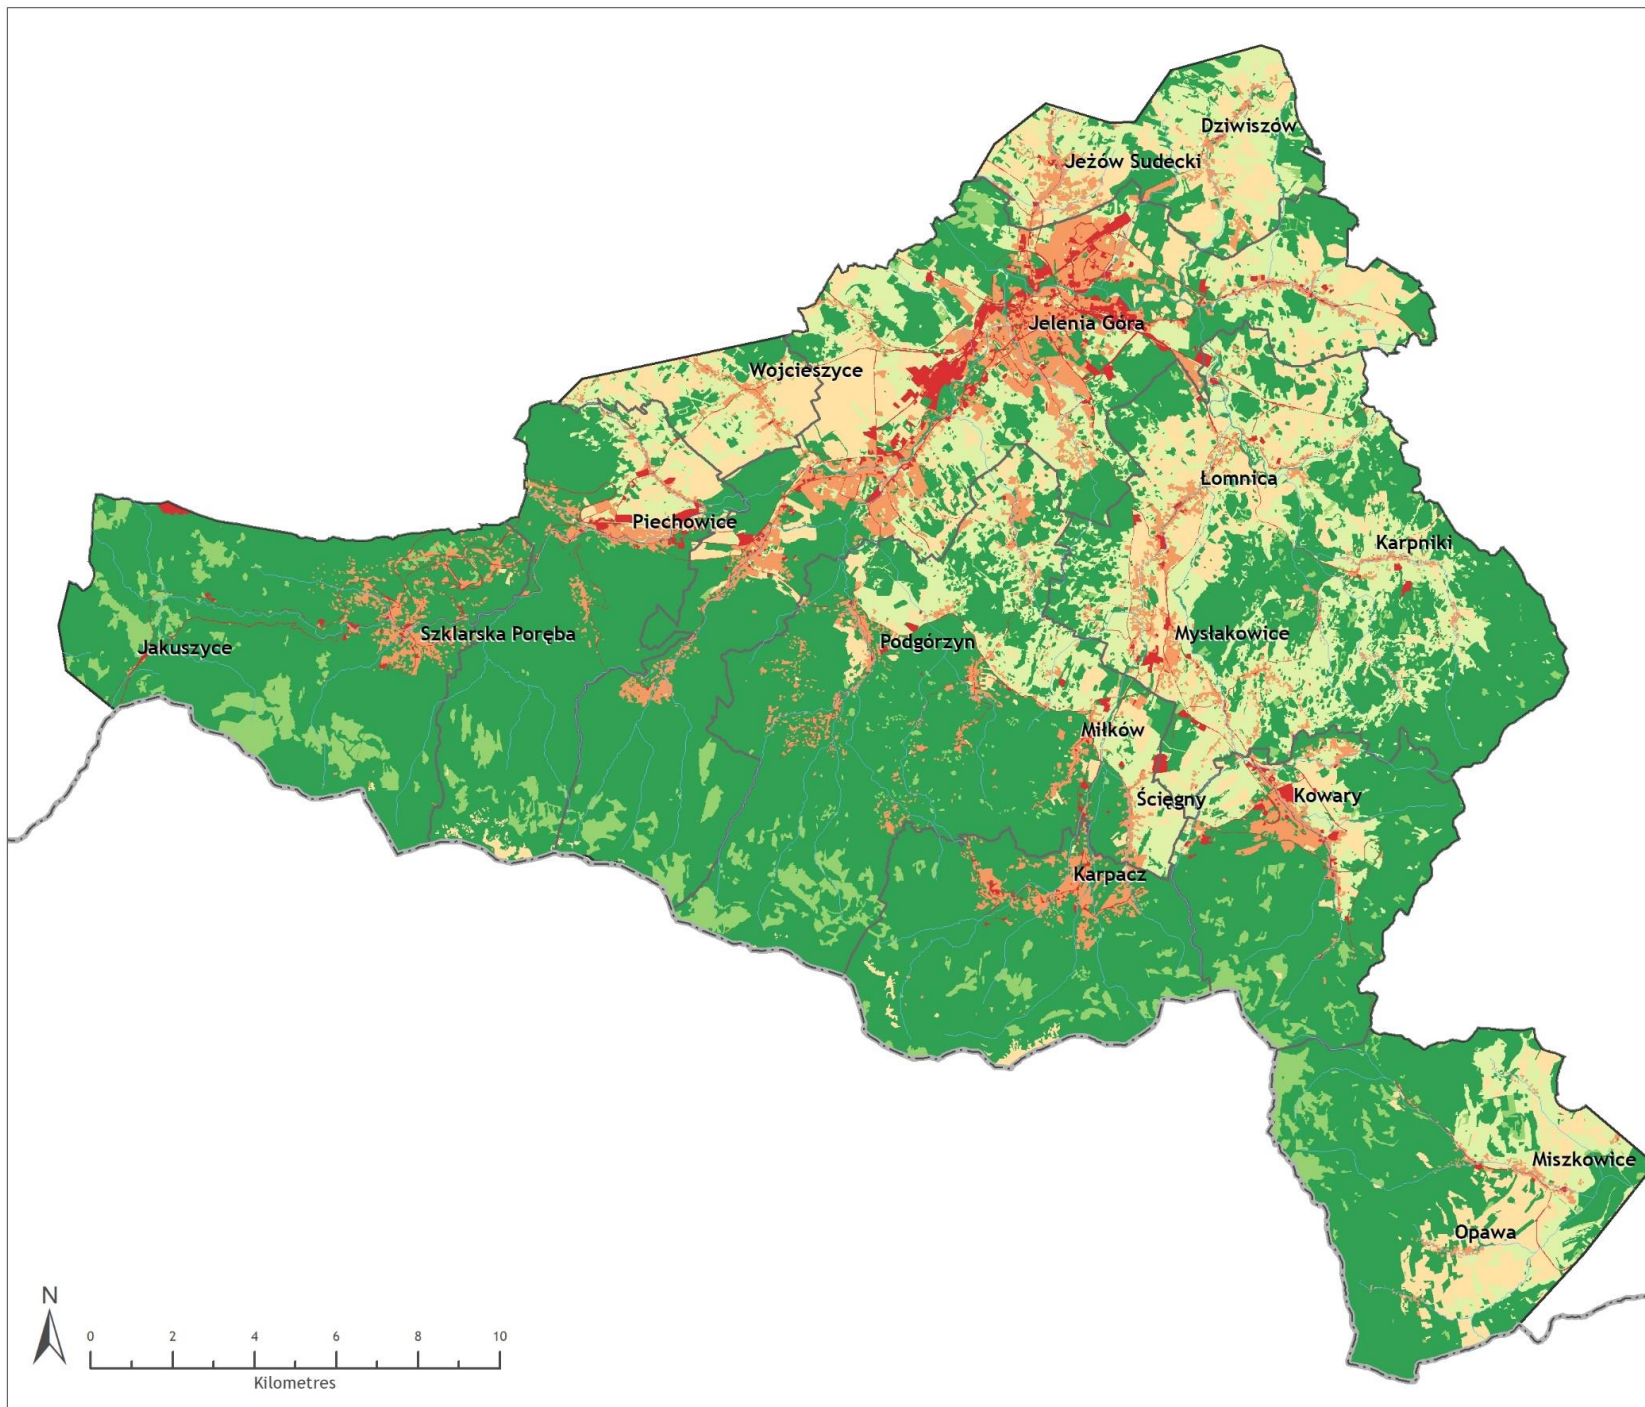 Dziwiszów
Jeżów Sudecki
Jelenia Góra
Wojcieszyce
Łomnica
Piechowice
Karpniki
Szklarska Poręba
Mysłakowice
Jakuszyce
Podgórzyn
Miłków
Ścięgny
Kowary
Karpacz
Miszkowice
Opawa
N
0 2 4 6 8 10
Kilometres